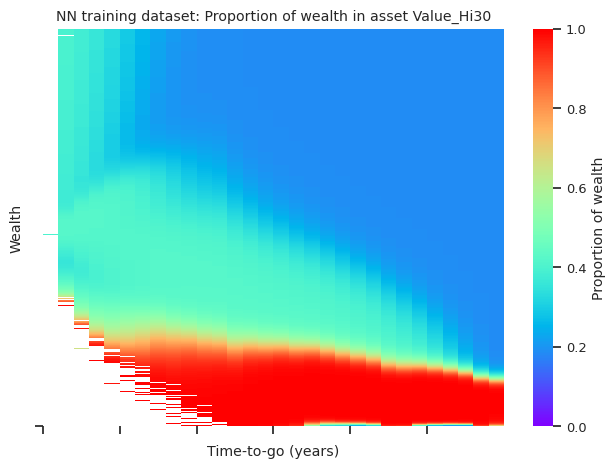 NN training dataset: Proportion of wealth in asset Value_Hi30
Wealth
Time-to-go (years)
1.0
0.8
0.6
0.4
0.2
0.0
Proportion of wealth